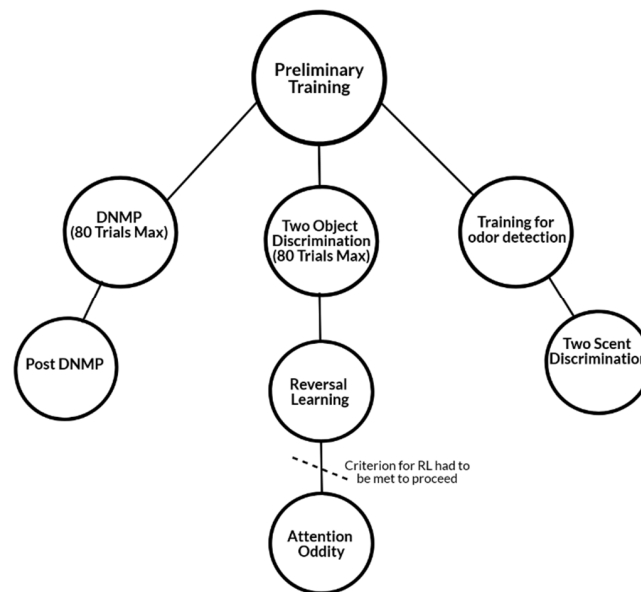 Preliminary
Training
DNMP
(80 Trials Max)
Two Object
Discrimination
(80 Trials Max)
Training for
odor detection
Post DNMP
Reversal
Learning
Two Scent
Discrimination
Criterion for RL had to
be met to proceed
Attention
Oddity